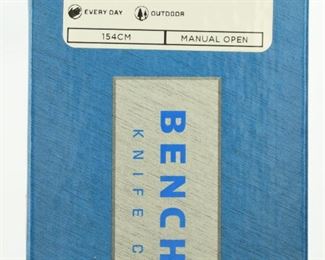 EVERY DAY OUTDOOR
154CM MANUAL OPEN
BENCH
KNIFE C